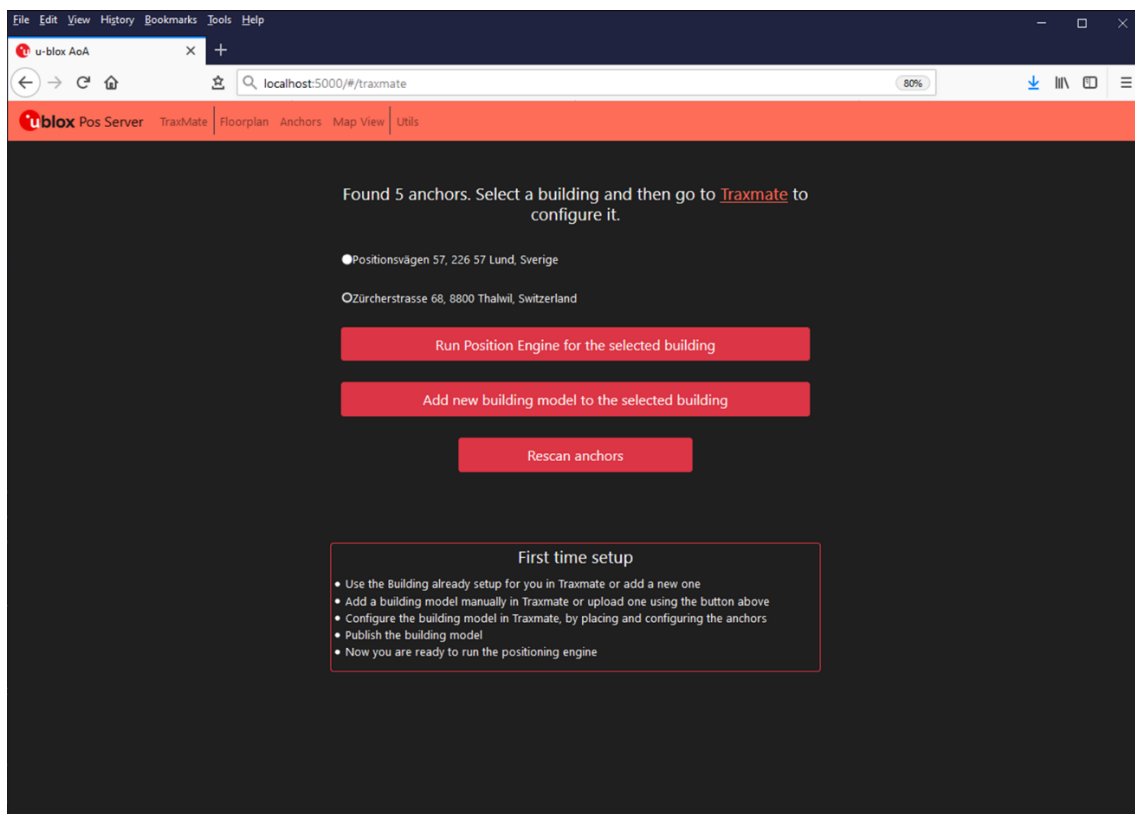 File Edit View History Bookmarks Tools Help
u-blox AoA
localhost:5000/#/traxmate 80%
ublox Pos Server TraxMate Floorplan Anchors Map View Utils
Found 5 anchors. Select a building and then go to Traxmate to
configure it.
Positionsvägen 57, 226 57 Lund, Sverige
Zürcherstrasse 68, 8800 Thalwil, Switzerland
Run Position Engine for the selected building
Add new building model to the selected building
Rescan anchors
First time setup
• Use the Building already setup for you in Traxmate or add a new one
• Add a building model manually in Traxmate or upload one using the button above
• Configure the building model in Traxmate, by placing and configuring the anchors
• Publish the building model
• Now you are ready to run the positioning engine